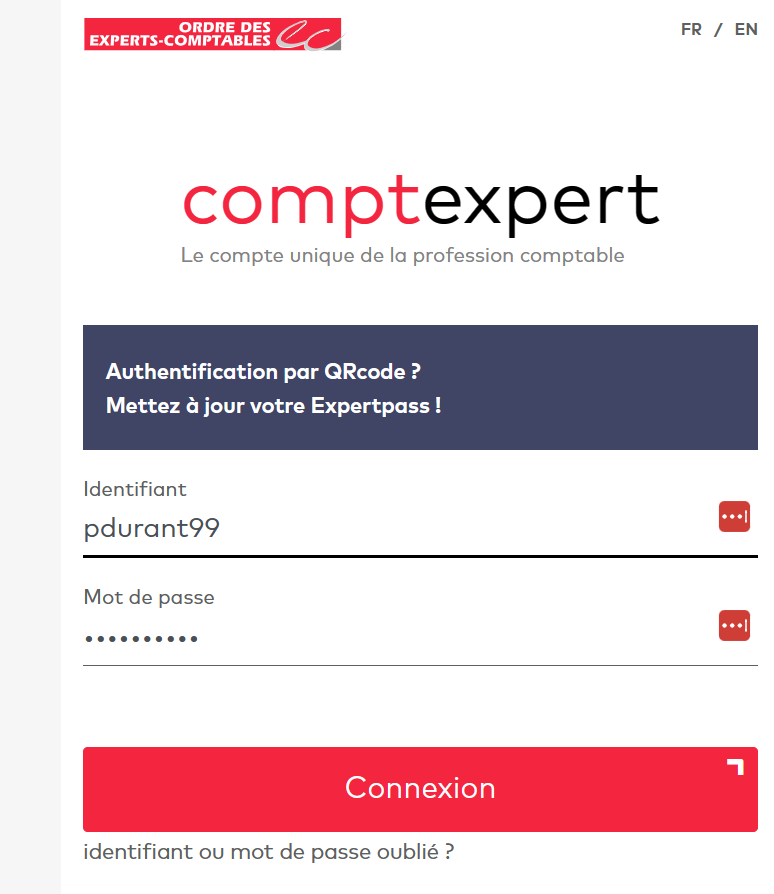 ORDRE DES
EXPERTS-COMPTABLES
FR / EN
comptexpert
Le compte unique de la profession comptable
Authentification par QRcode ?
Mettez à jour votre Expertpass !
Identifiant
pdurant99
Mot de passe
••••••••••
Connexion
identifiant ou mot de passe oublié ?